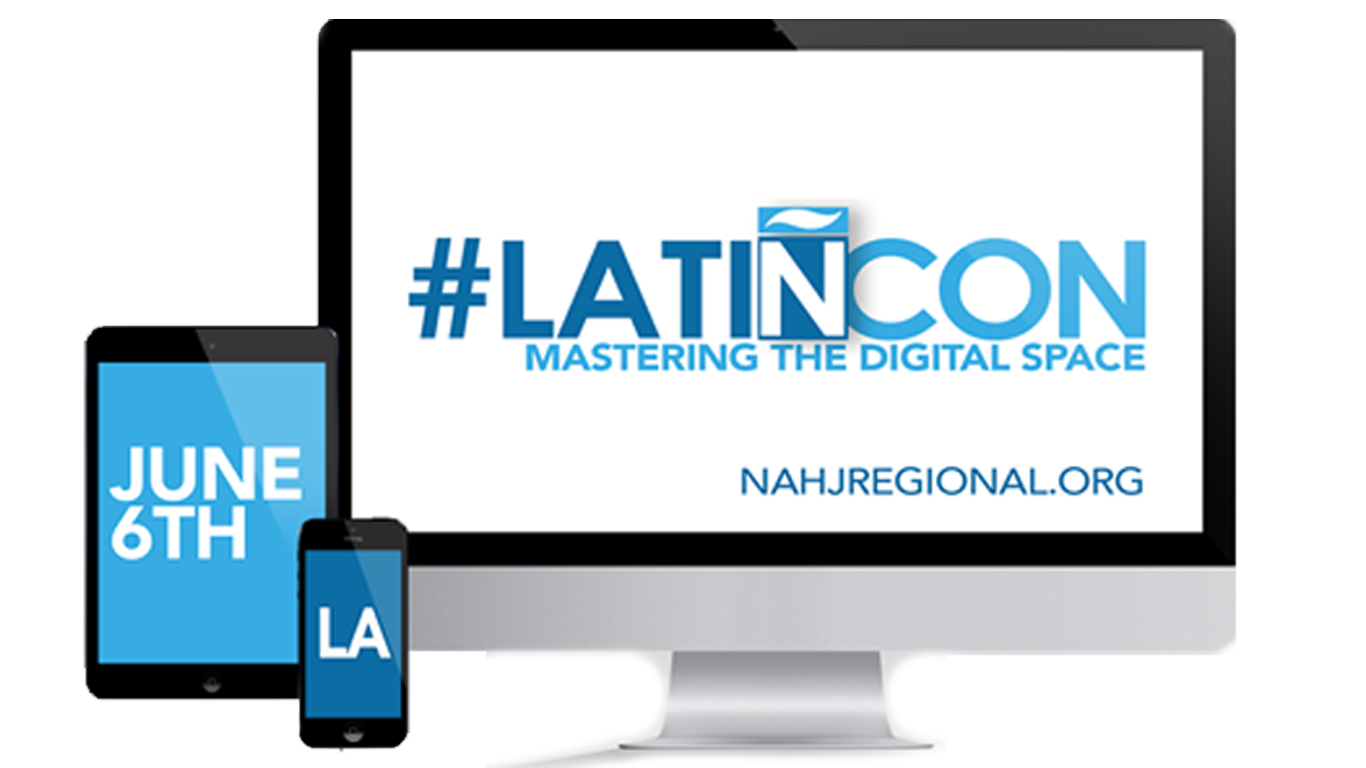 #LATIÑCON
MASTERING THE DIGITAL SPACE
NAHJREGIONAL.ORG
JUNE
6TH
LA